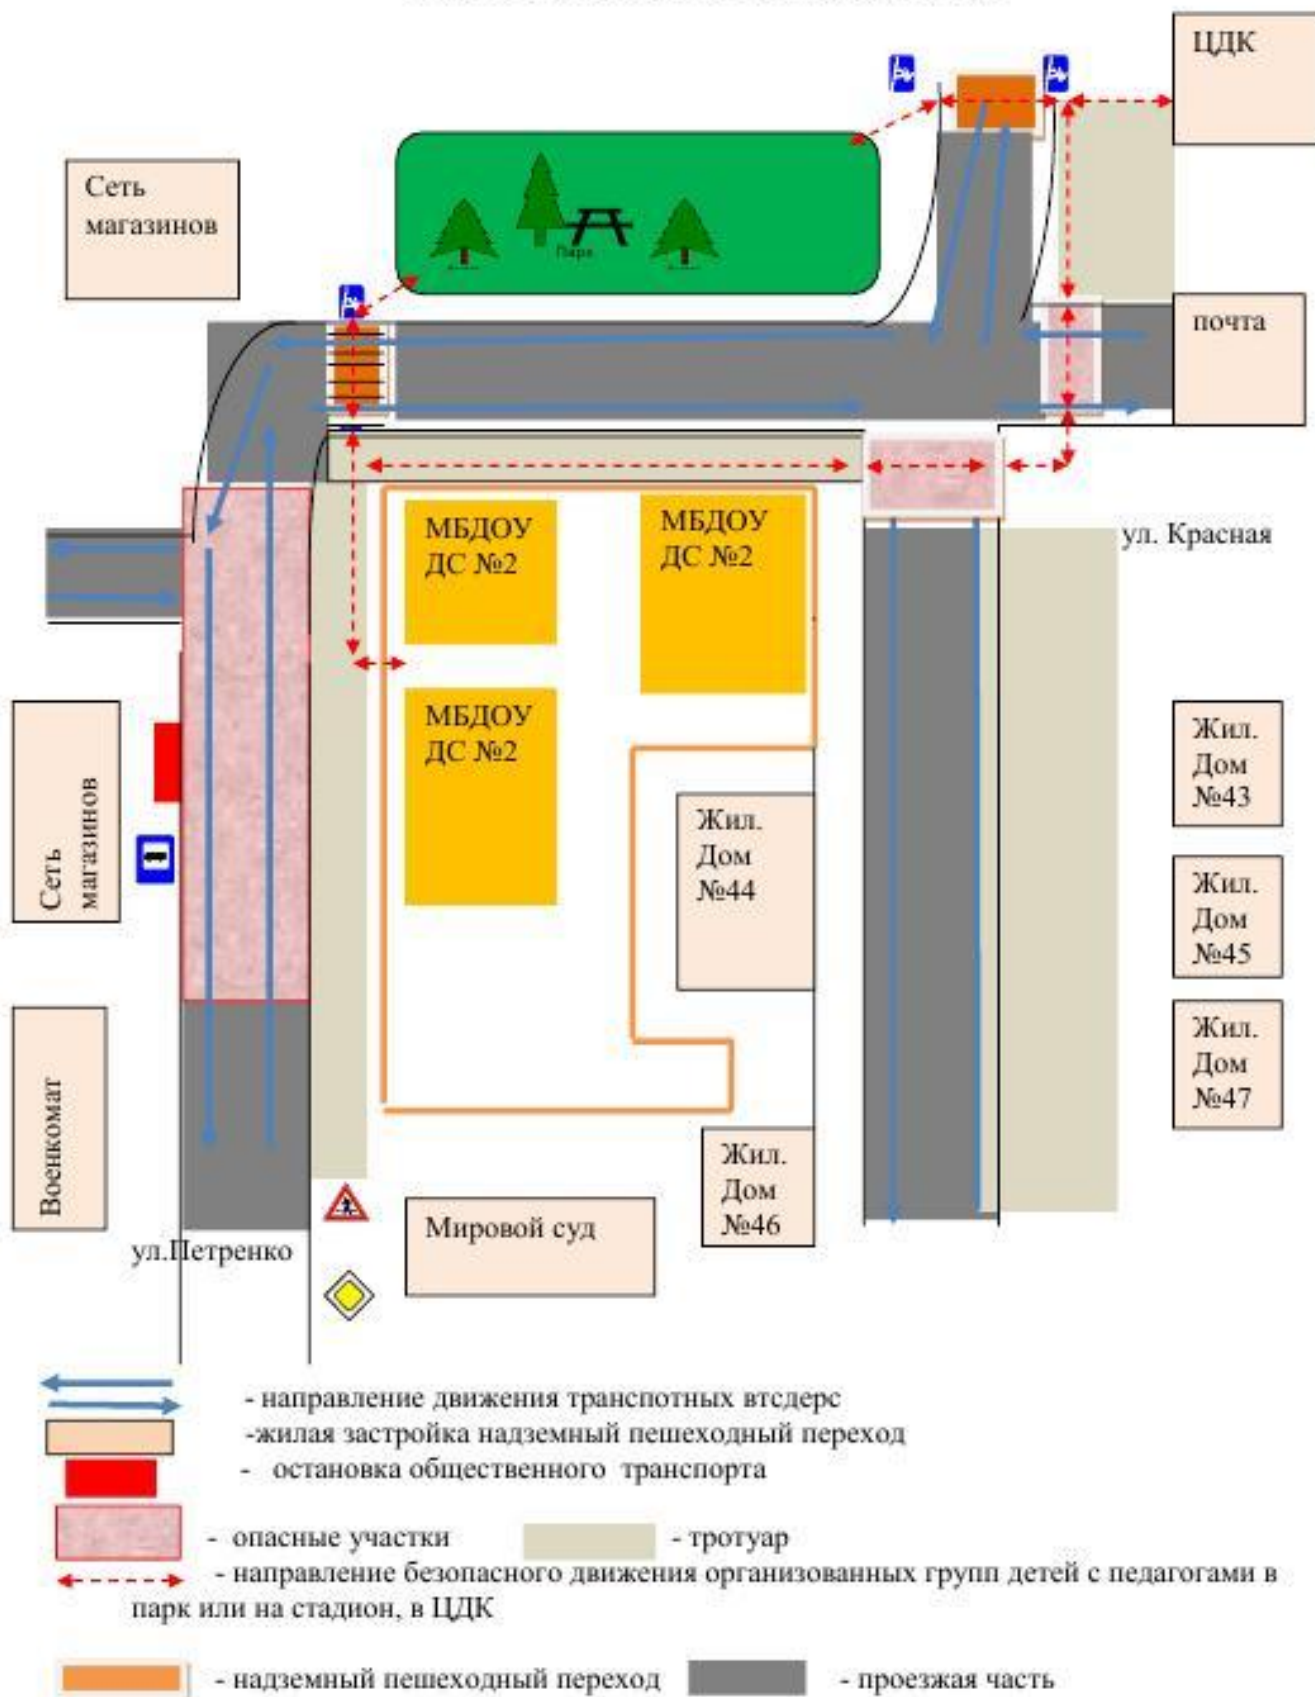 ЦДК
Сеть
магазинов
Парк
почта
МБДОУ
ДС №2
МБДОУ
ДС №2
ул. Красная
МБДОУ
ДС №2
Сеть
магазинов
Жил.
Дом
№43
Жил.
Дом
№44
Жил.
Дом
№45
Военкомат
Жил.
Дом
№47
Жил.
Дом
№46
Мировой суд
ул.Петренко
- направление движения транспотных втсдерс
-жилая застройка надземный пешеходный переход
- остановка общественного транспорта
- опасные участки - тротуар
- направление безопасного движения организованных групп детей с педагогами в
парк или на стадион, в ЦДК
- надземный пешеходный переход - проезжая часть